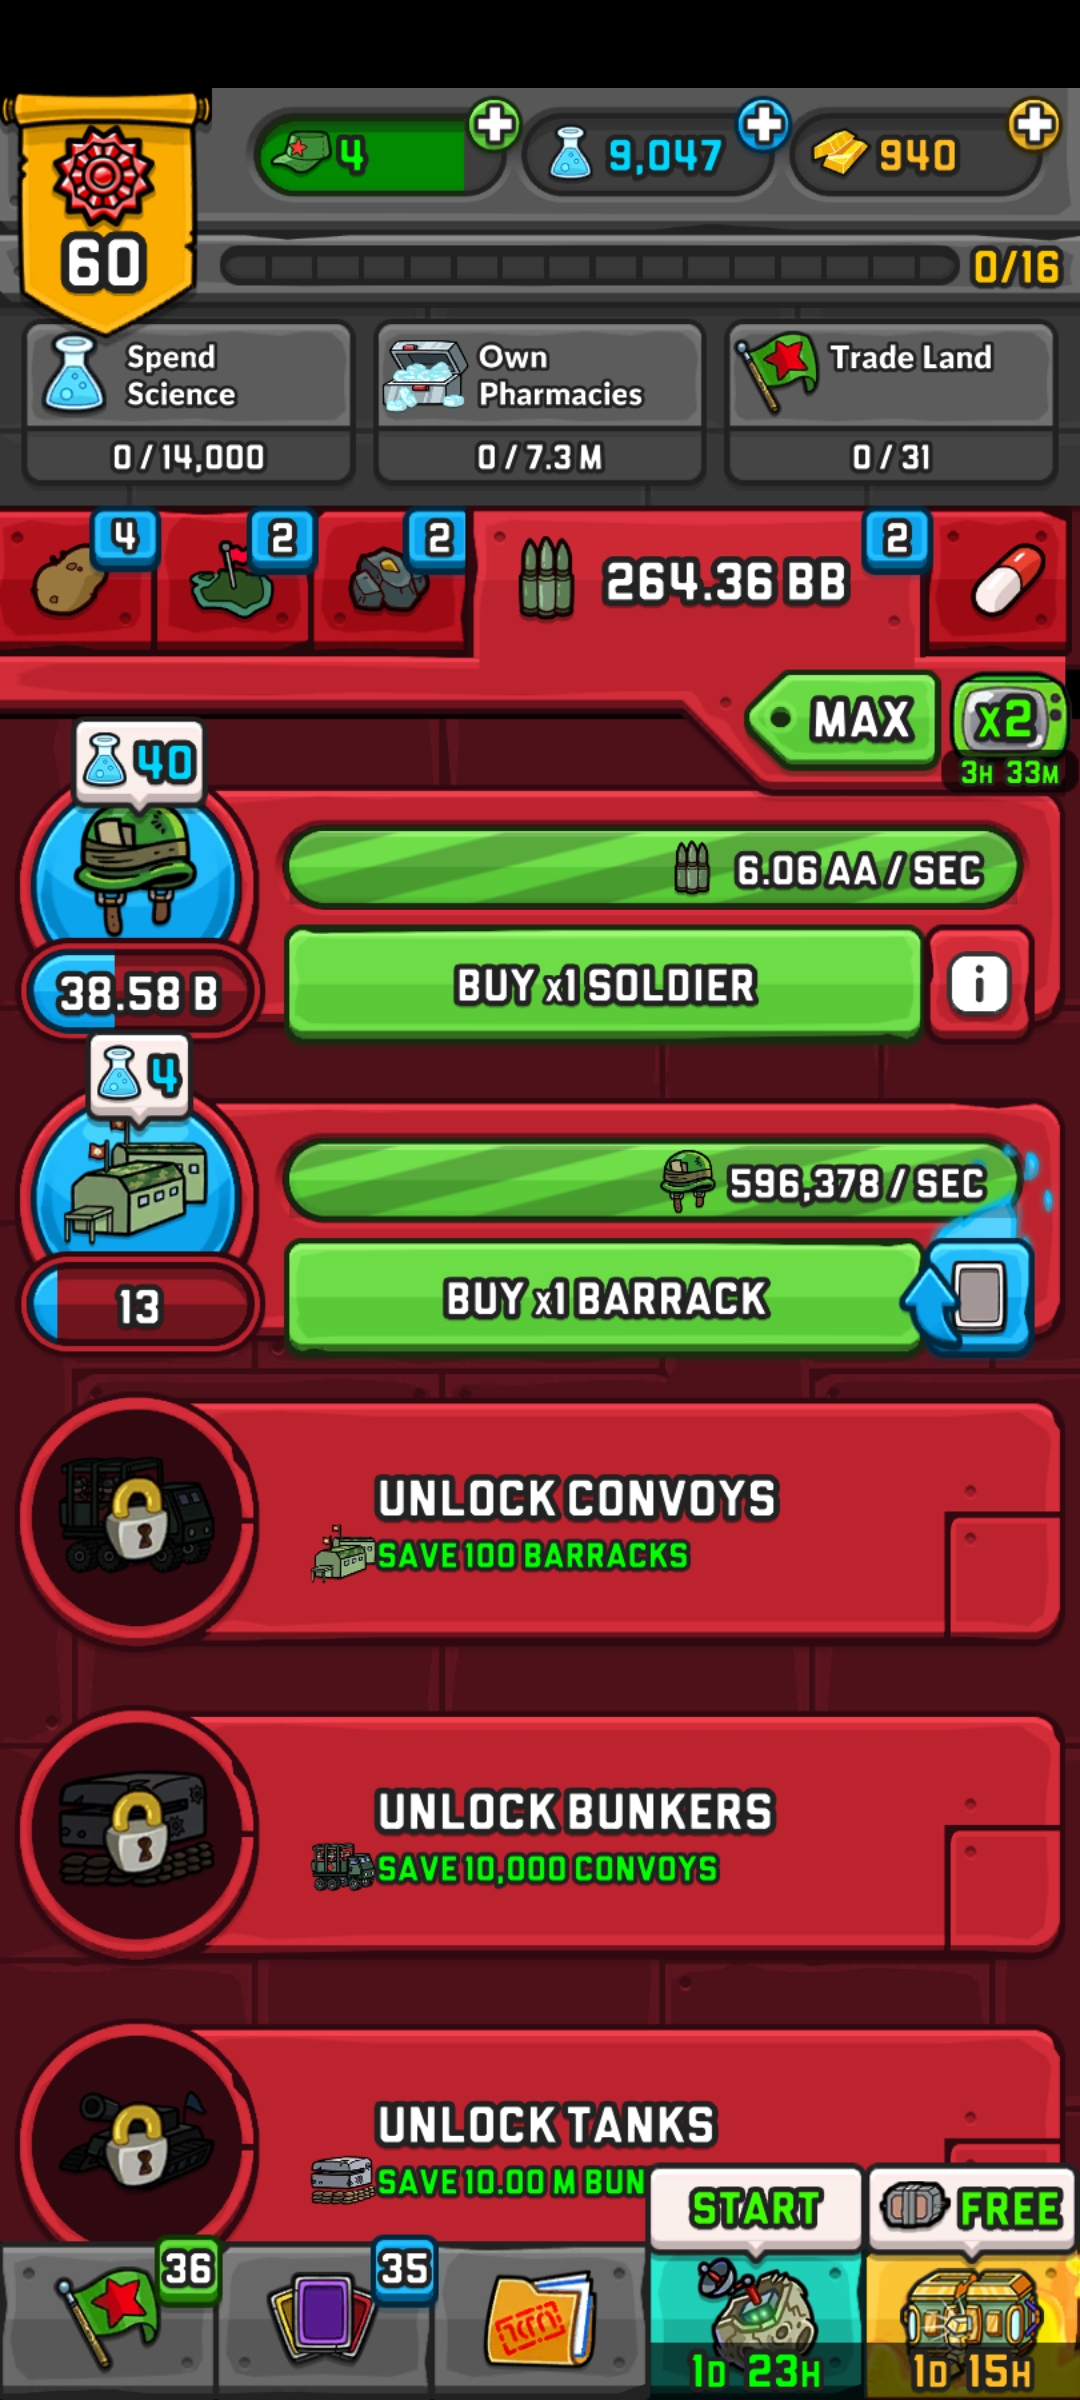 4
9,047
940
60
0/16
Spend
Science
0/14,000
Own
Pharmacies
0/7.3 M
Trade Land
0/31
4
2
2
264.36 BB
2
MAX
x2
3H 33M
40
6.06 AA / SEC
38.58 B
BUY x1 SOLDIER
i
4
596,378 / SEC
13
BUY x1 BARRACK
UNLOCK CONVOYS
SAVE 100 BARRACKS
UNLOCK BUNKERS
SAVE 10,000 CONVOYS
UNLOCK TANKS
SAVE 10.00 M BUN
START
FREE
36
35
1D 23H
1D 15H